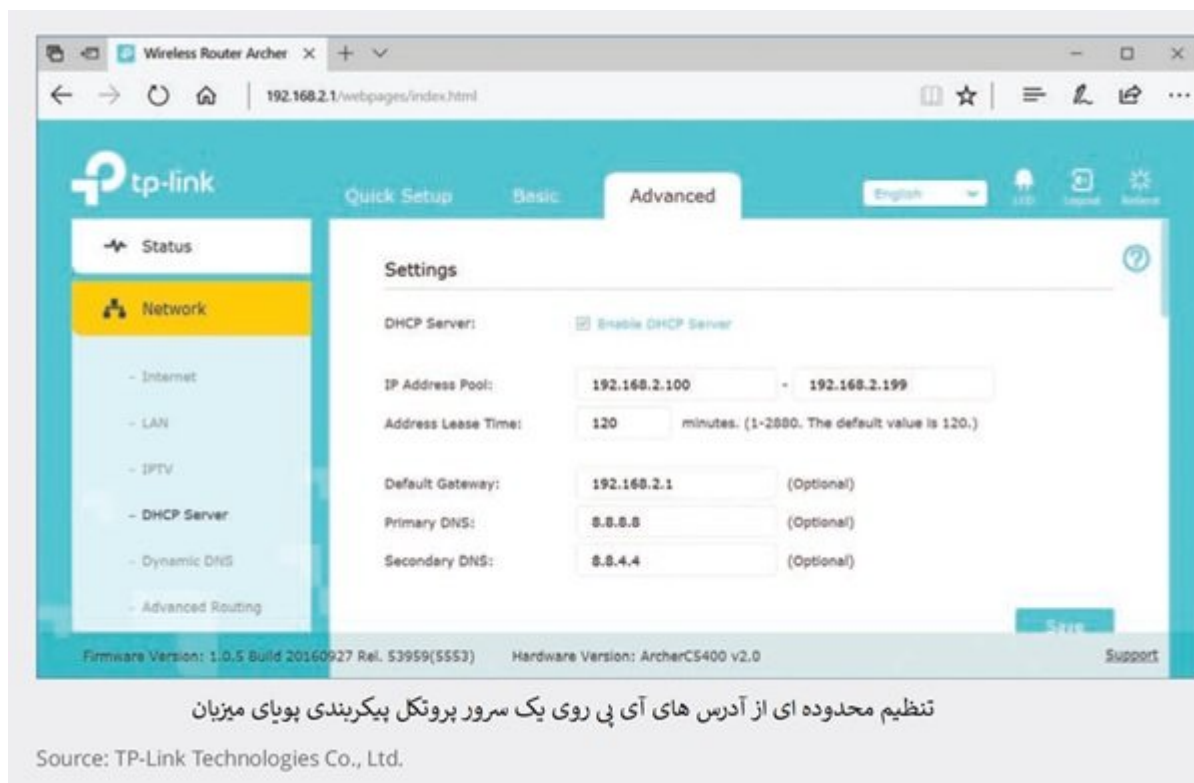 Wireless Router Archer
192.168.2.1/webpages/index.html
tp-link
Quick Setup Basic Advanced English LED Logout Reboot
Status
Network
- Internet
- LAN
- IPTV
- DHCP Server
- Dynamic DNS
- Advanced Routing
Settings
DHCP Server: Enable DHCP Server
IP Address Pool: 192.168.2.100 - 192.168.2.199
Address Lease Time: 120 minutes. (1-2880. The default value is 120.)
Default Gateway: 192.168.2.1 (Optional)
Primary DNS: 8.8.8.8 (Optional)
Secondary DNS: 8.8.4.4 (Optional)
Save
Firmware Version: 1.0.5 Build 20160927 Rel. 53959(5553) Hardware Version: ArcherC5400 v2.0 Support
تنظیم محدوده ای از آدرس های آی پی روی یک سرور پروتکل پیکربندی پویای میزبان
Source: TP-Link Technologies Co., Ltd.